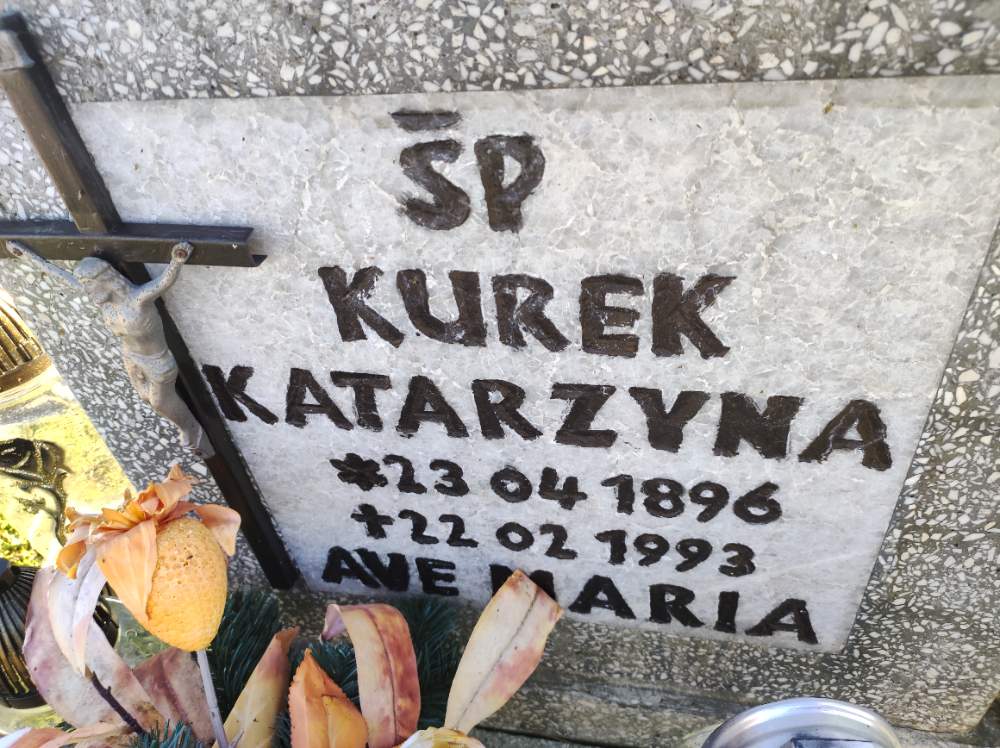 ŚP
KUREK
KATARZYNA
*23 04 1896
+22 02 1993
AVE MARIA